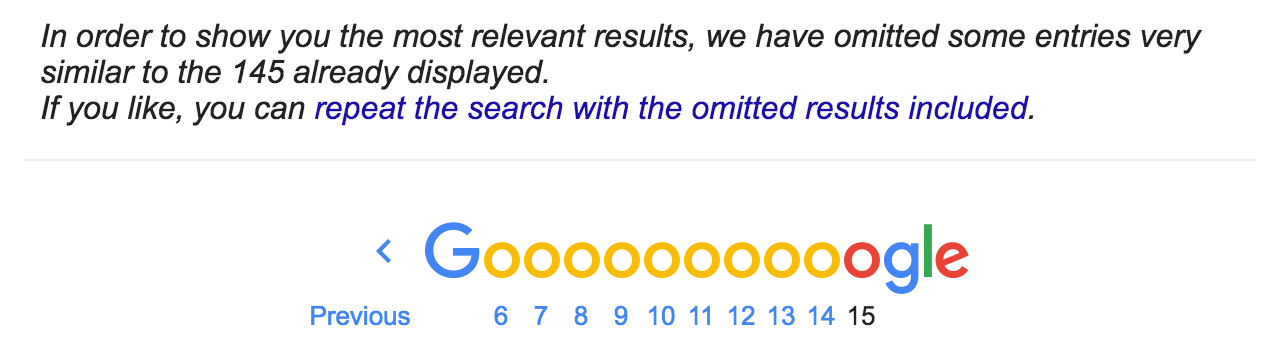 In order to show you the most relevant results, we have omitted some entries very
similar to the 145 already displayed.
If you like, you can repeat the search with the omitted results included.
< Goooooooooogle
Previous 6 7 8 9 10 11 12 13 14 15